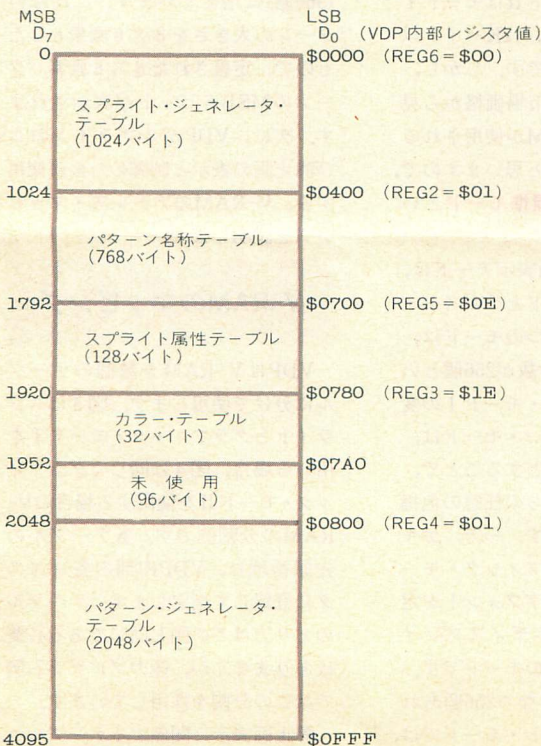 MSB
D7
LSB
D0 (VDP内部レジスタ値)
0
$0000 (REG6=$00)
スプライト・ジェネレータ・
テーブル
(1024バイト)
1024
$0400 (REG2=$01)
パターン名称テーブル
(768バイト)
1792
$0700 (REG5=$0E)
スプライト属性テーブル
(128バイト)
1920
$0780 (REG3=$1E)
カラー・テーブル
(32バイト)
1952
$07A0
未使用
(96バイト)
2048
$0800 (REG4=$01)
パターン・ジェネレータ・
テーブル
(2048バイト)
4095
$0FFF